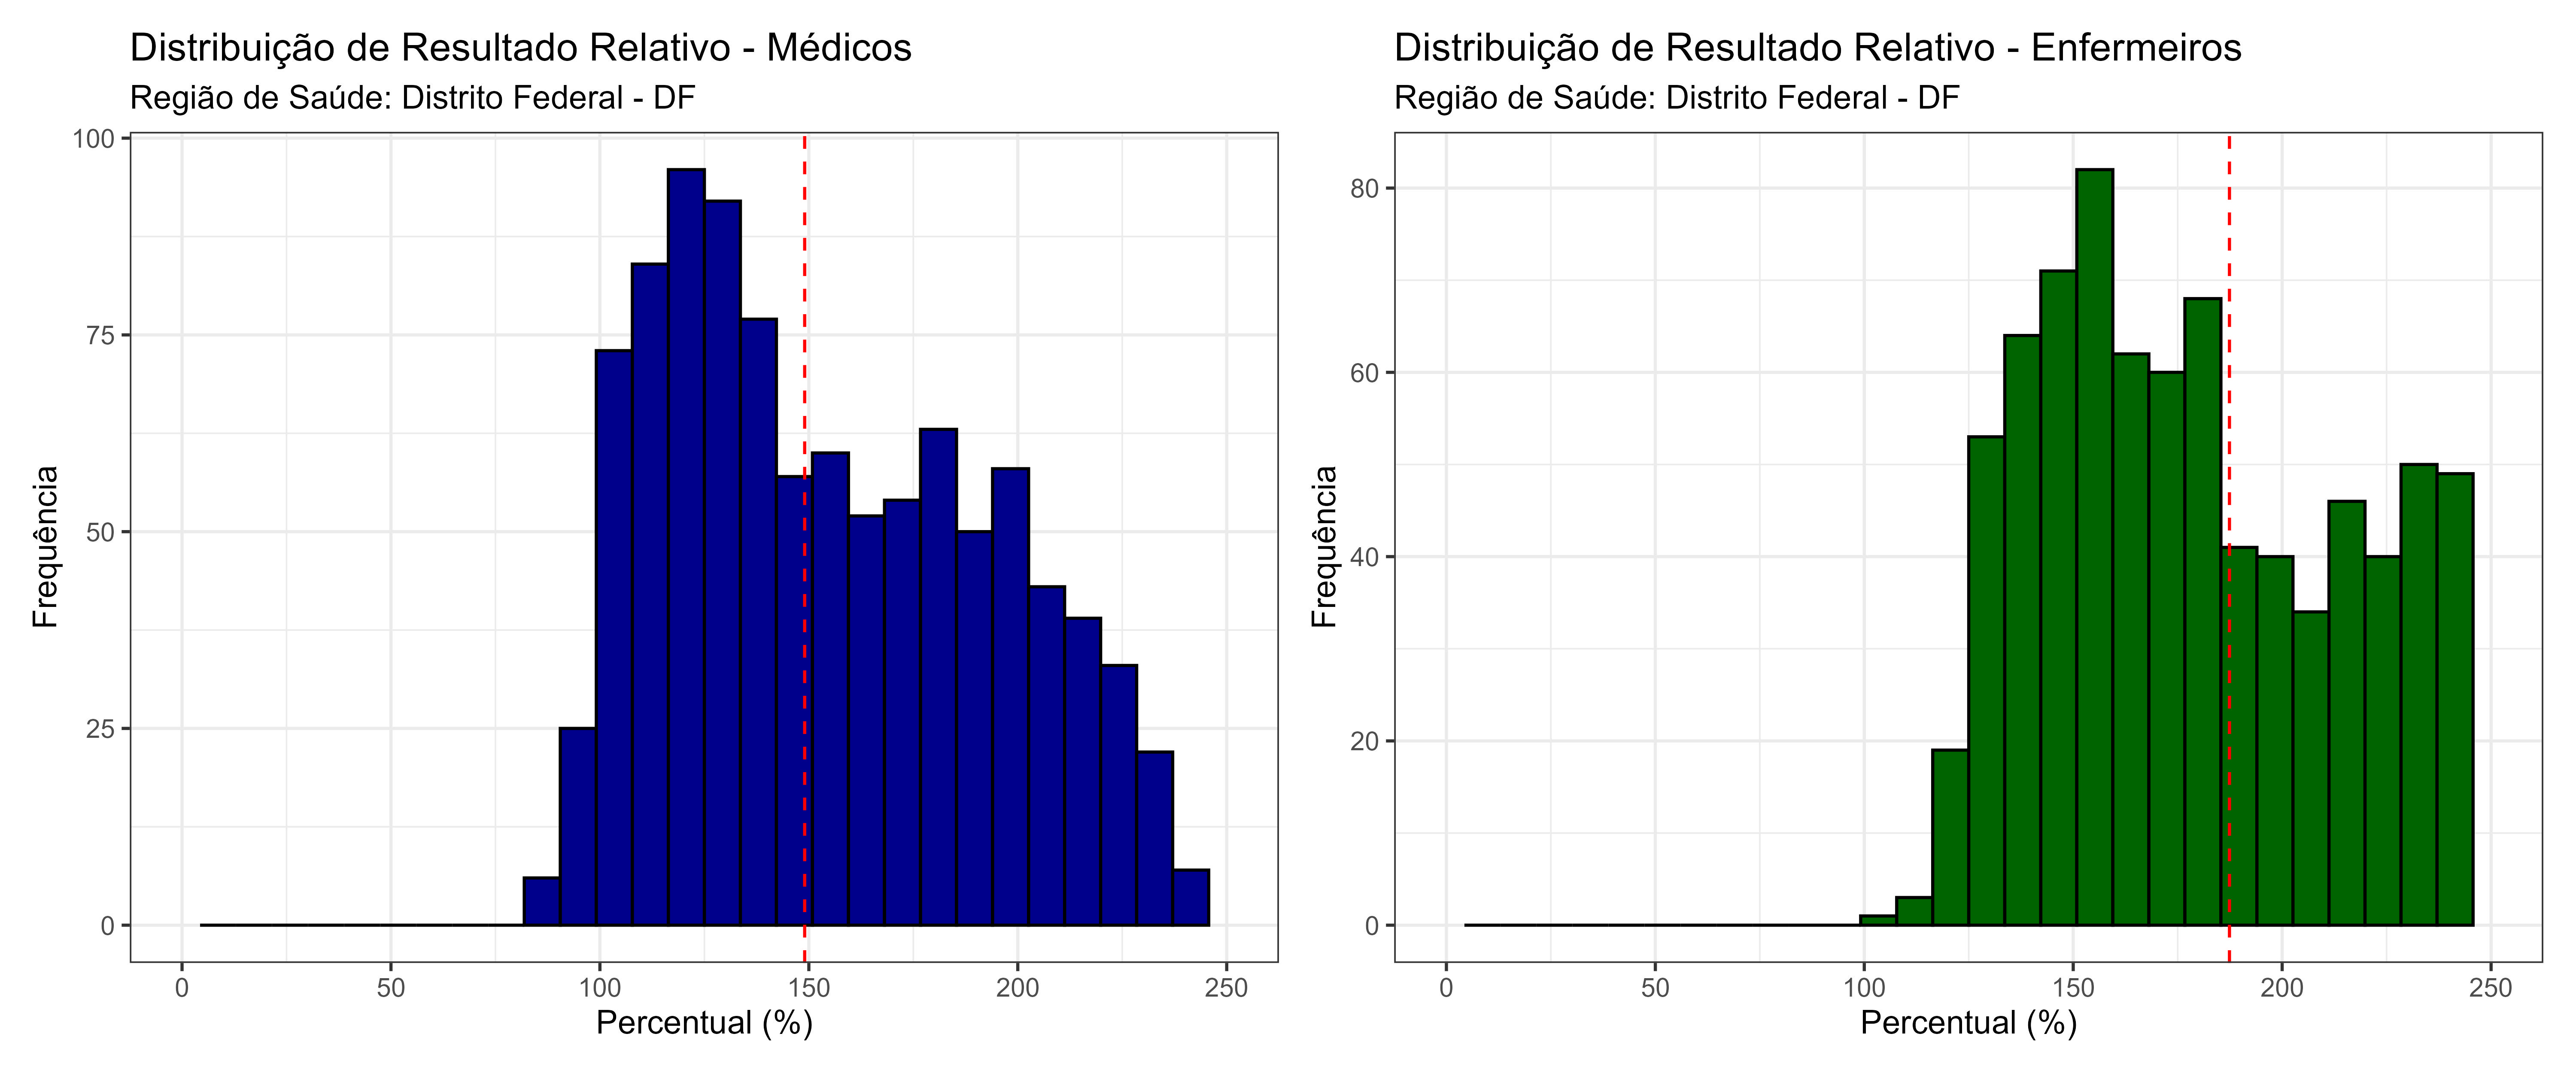 Distribuição de Resultado Relativo - Médicos
Região de Saúde: Distrito Federal - DF
100
75
50
25
0
Frequência
0 50 100 150 200 250
Percentual (%)
Distribuição de Resultado Relativo - Enfermeiros
Região de Saúde: Distrito Federal - DF
80
60
40
20
0
Frequência
0 50 100 150 200 250
Percentual (%)